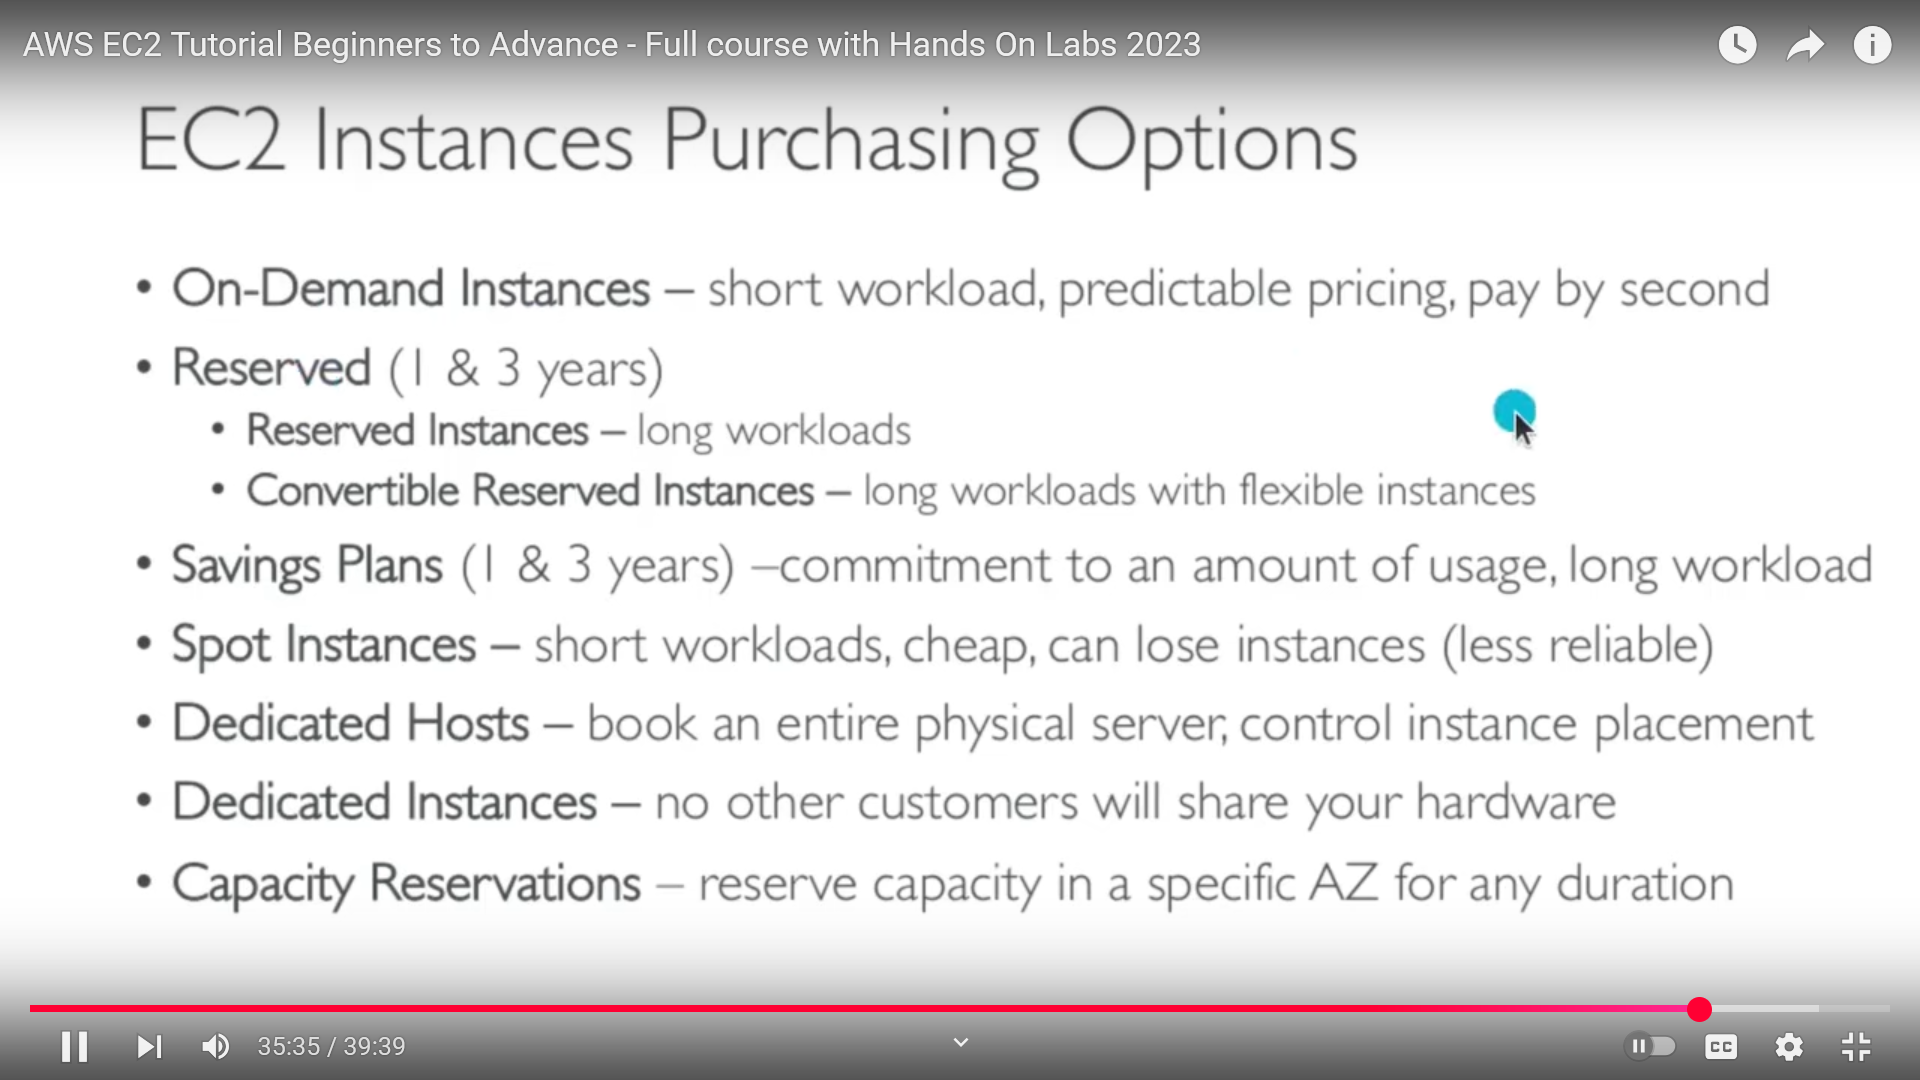 AWS EC2 Tutorial Beginners to Advance - Full course with Hands On Labs 2023
EC2 Instances Purchasing Options
• On-Demand Instances – short workload, predictable pricing, pay by second
• Reserved (1 & 3 years)
• Reserved Instances – long workloads
• Convertible Reserved Instances – long workloads with flexible instances
• Savings Plans (1 & 3 years) –commitment to an amount of usage, long workload
• Spot Instances – short workloads, cheap, can lose instances (less reliable)
• Dedicated Hosts – book an entire physical server, control instance placement
• Dedicated Instances – no other customers will share your hardware
• Capacity Reservations – reserve capacity in a specific AZ for any duration
35:35 / 39:39
CC